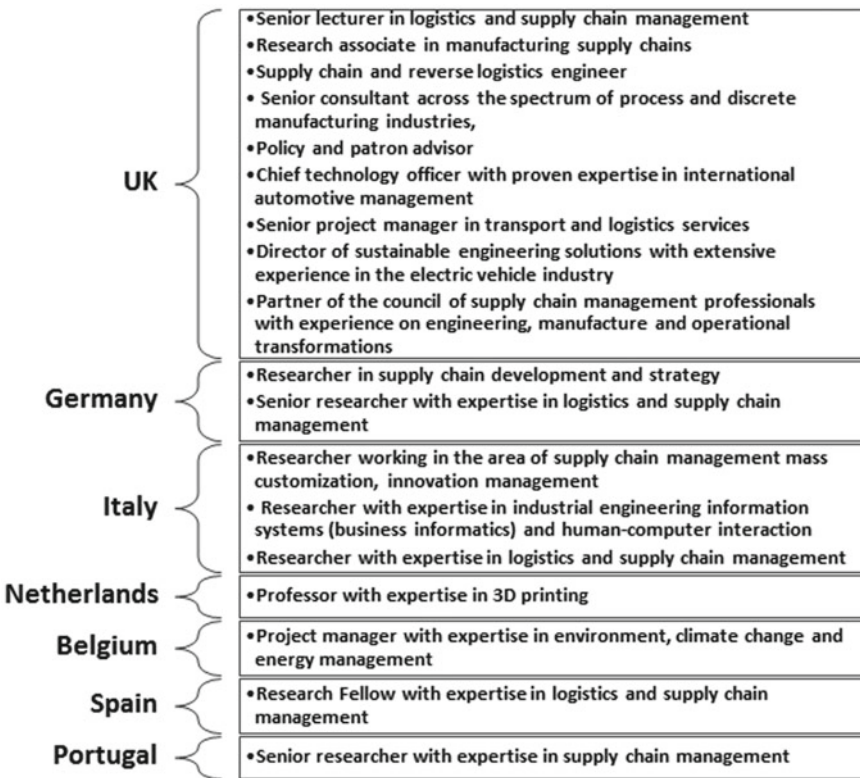 UK
•Senior lecturer in logistics and supply chain management
•Research associate in manufacturing supply chains
•Supply chain and reverse logistics engineer
• Senior consultant across the spectrum of process and discrete
manufacturing industries,
•Policy and patron advisor
•Chief technology officer with proven expertise in international
automotive management
•Senior project manager in transport and logistics services
•Director of sustainable engineering solutions with extensive
experience in the electric vehicle industry
•Partner of the council of supply chain management professionals
with experience on engineering, manufacture and operational
transformations
Germany
•Researcher in supply chain development and strategy
•Senior researcher with expertise in logistics and supply chain
management
Italy
•Researcher working in the area of supply chain management mass
customization, innovation management
• Researcher with expertise in industrial engineering information
systems (business informatics) and human-computer interaction
•Researcher with expertise in logistics and supply chain management
Netherlands
•Professor with expertise in 3D printing
Belgium
•Project manager with expertise in environment, climate change and
energy management
Spain
•Research Fellow with expertise in logistics and supply chain
management
Portugal
•Senior researcher with expertise in supply chain management